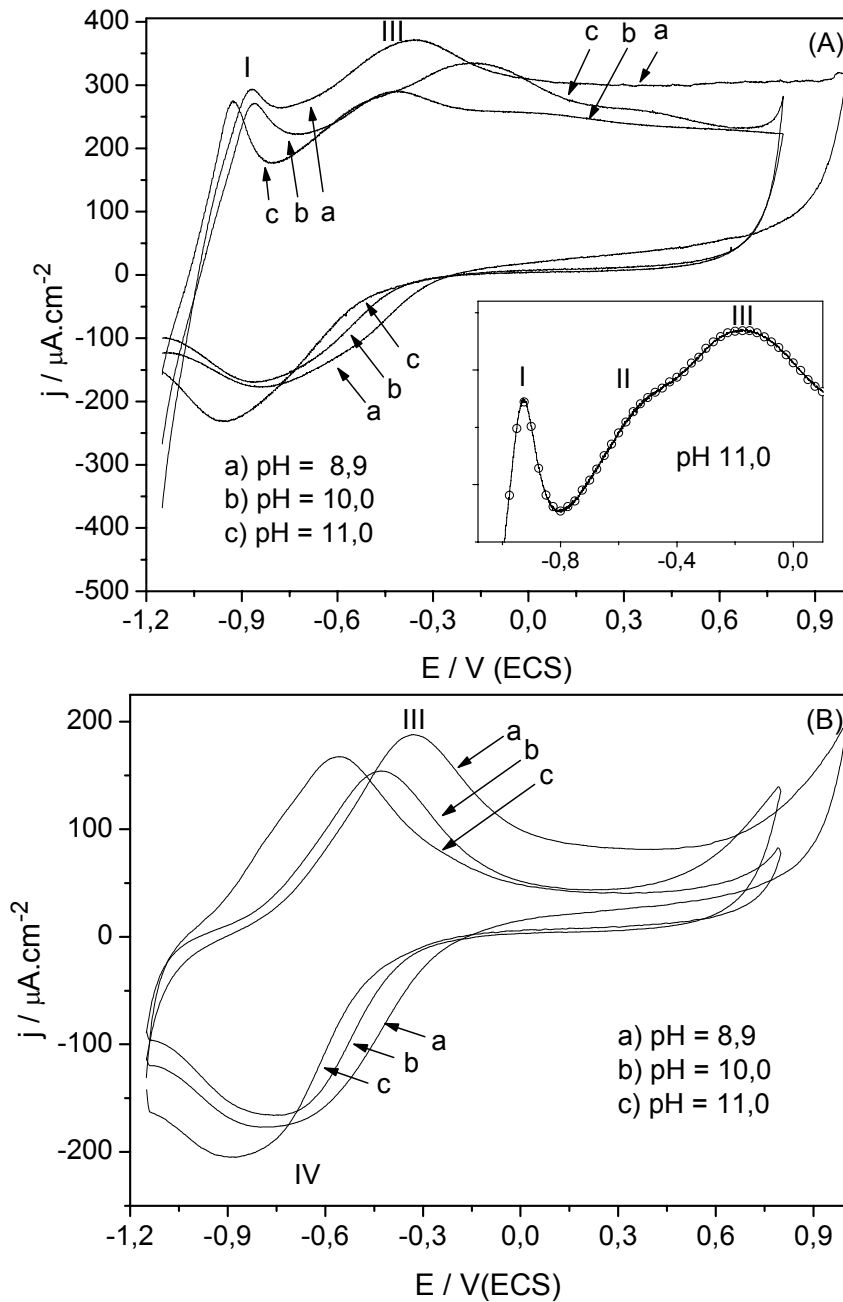 (A)
III
I
c
b
a
400
300
200
100
0
-100
-200
-300
-400
-500
j / μA.cm-2
c
b
a
c
b
a
a) pH = 8,9
b) pH = 10,0
c) pH = 11,0
I
II
III
pH 11,0
-0,8 -0,4 0,0
-1,2 -0,9 -0,6 -0,3 0,0 0,3 0,6 0,9
E / V (ECS)
(B)
III
a
b
c
200
100
0
-100
-200
j / μA.cm-2
a
b
c
IV
a) pH = 8,9
b) pH = 10,0
c) pH = 11,0
-1,2 -0,9 -0,6 -0,3 0,0 0,3 0,6 0,9
E / V(ECS)